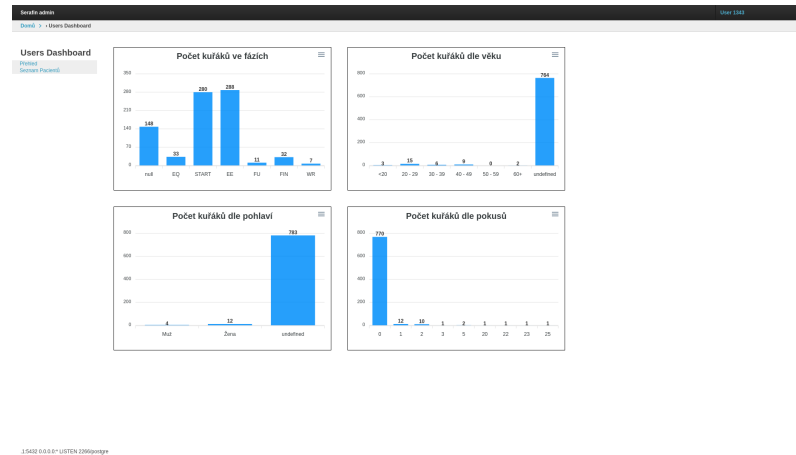 Serafin admin
User 1343
Domů > › Users Dashboard
Users Dashboard
Přehled
Seznam Pacientů
Počet kuřáků ve fázích
350
280
210
140
70
0
148
33
280
288
11
32
7
null
EQ
START
EE
FU
FIN
WR
Počet kuřáků dle věku
800
600
400
200
0
3
15
6
9
0
2
764
<20
20 - 29
30 - 39
40 - 49
50 - 59
60+
undefined
Počet kuřáků dle pohlaví
800
600
400
200
0
4
12
783
Muž
Žena
undefined
Počet kuřáků dle pokusů
800
600
400
200
0
770
12
10
1
2
1
1
1
1
0
1
2
3
5
20
22
23
25
.1:5432 0.0.0.0:* LISTEN 2266/postgre